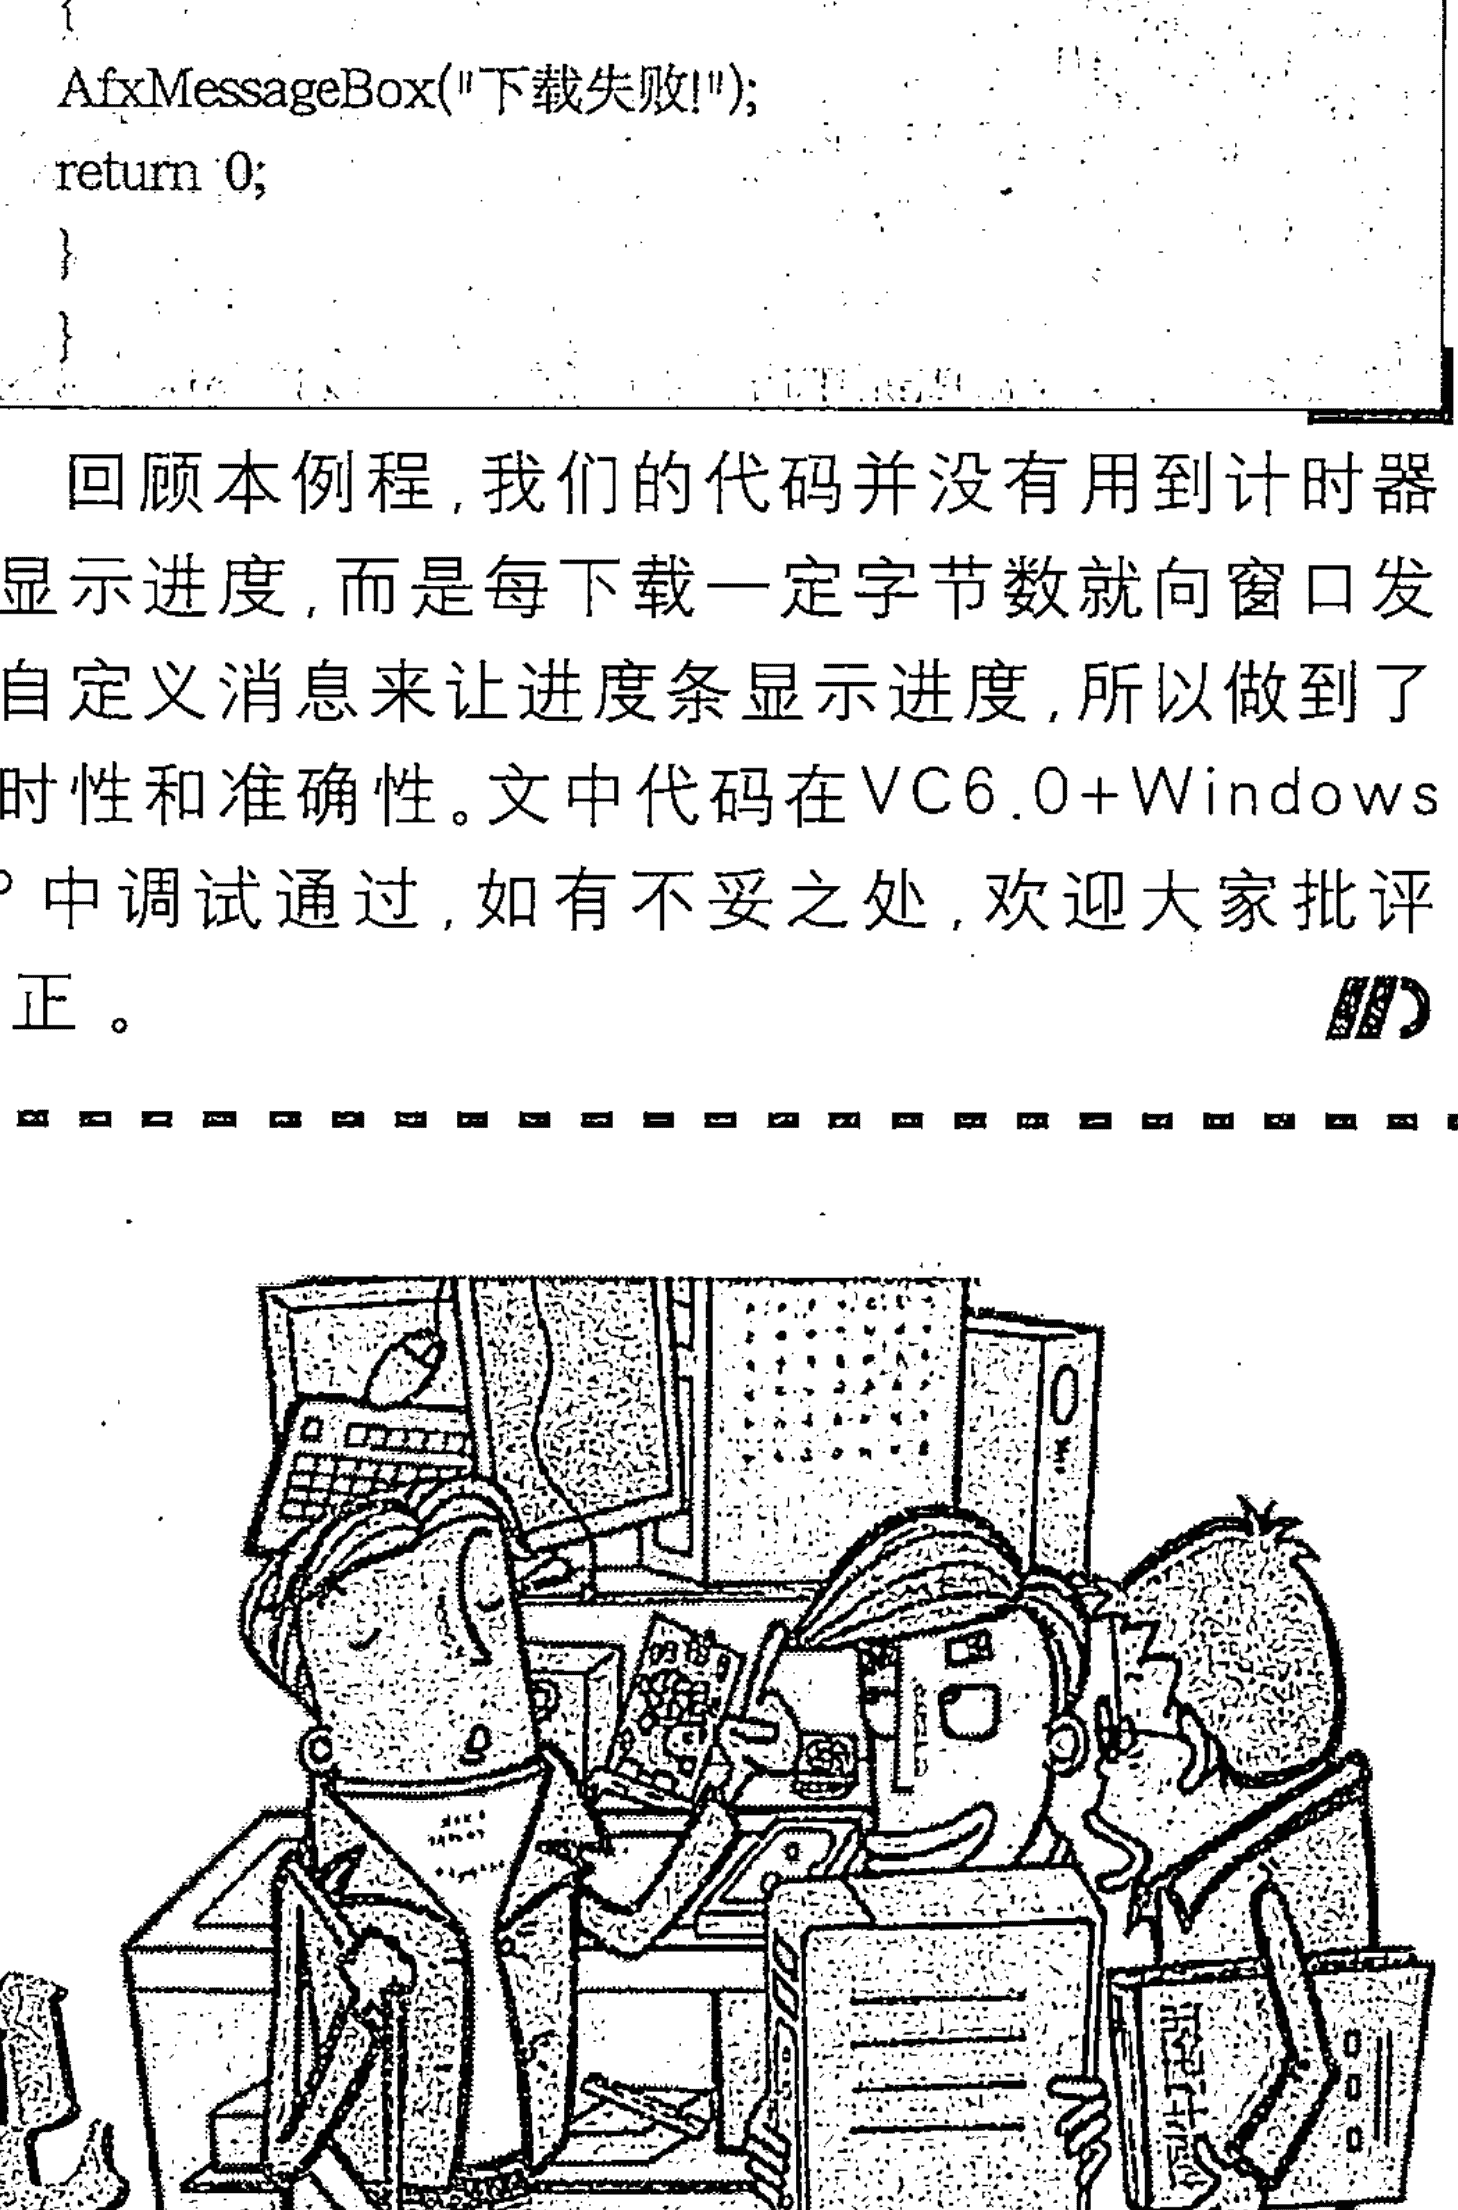 {
AfxMessageBox("下载失败!");
return 0;
}
}
回顾本例程,我们的代码并没有用到计时器
显示进度,而是每下载一定字节数就向窗口发
自定义消息来让进度条显示进度,所以做到了
时性和准确性。文中代码在VC6.0+Windows
中调试通过,如有不妥之处,欢迎大家批评
正。